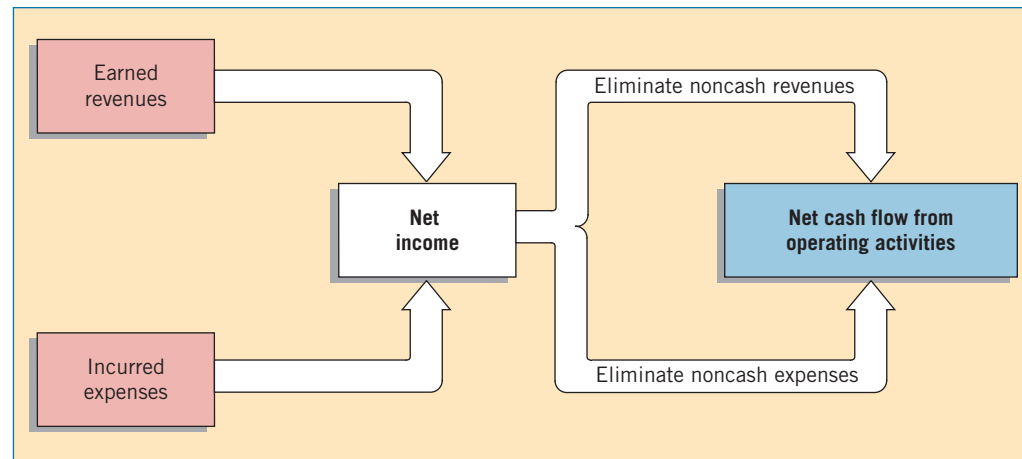 Earned
revenues
Eliminate noncash revenues
Net
income
Net cash flow from
operating activities
Incurred
expenses
Eliminate noncash expenses